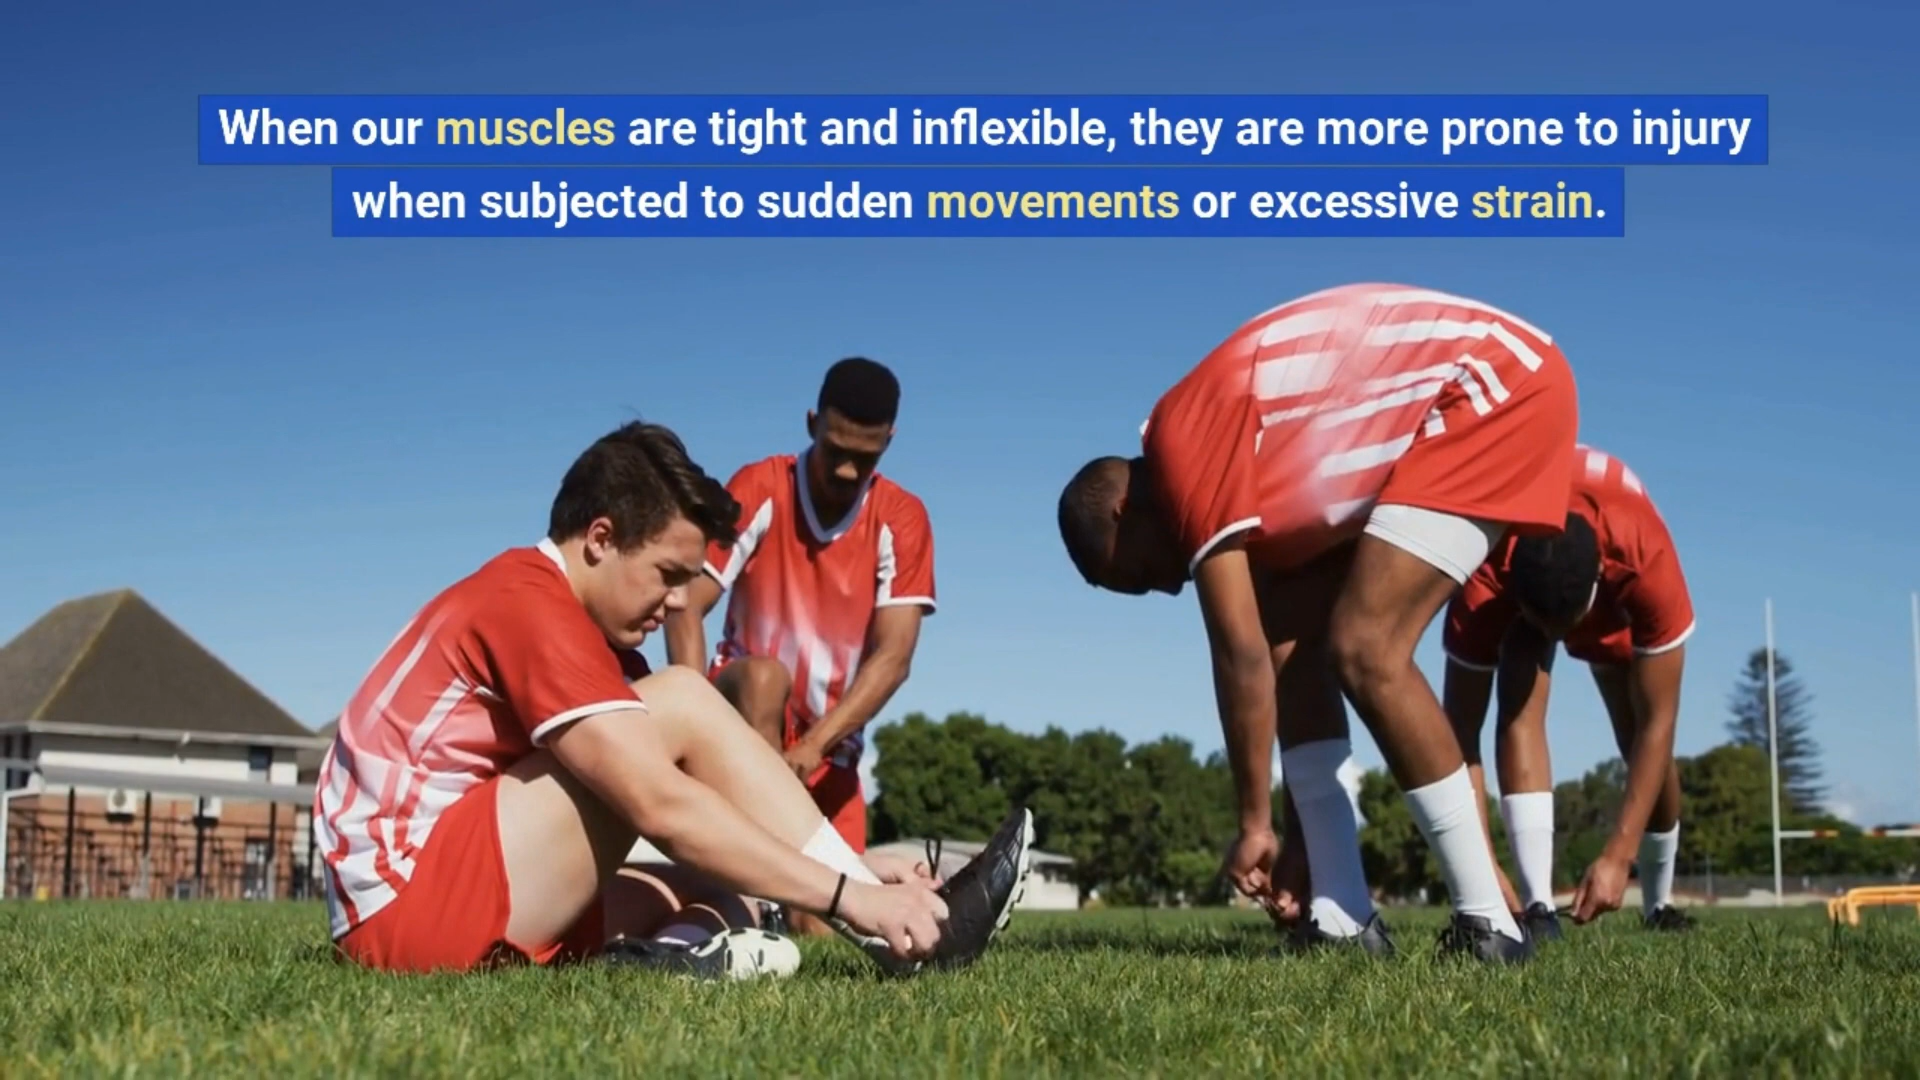 When our muscles are tight and inflexible, they are more prone to injury
when subjected to sudden movements or excessive strain.